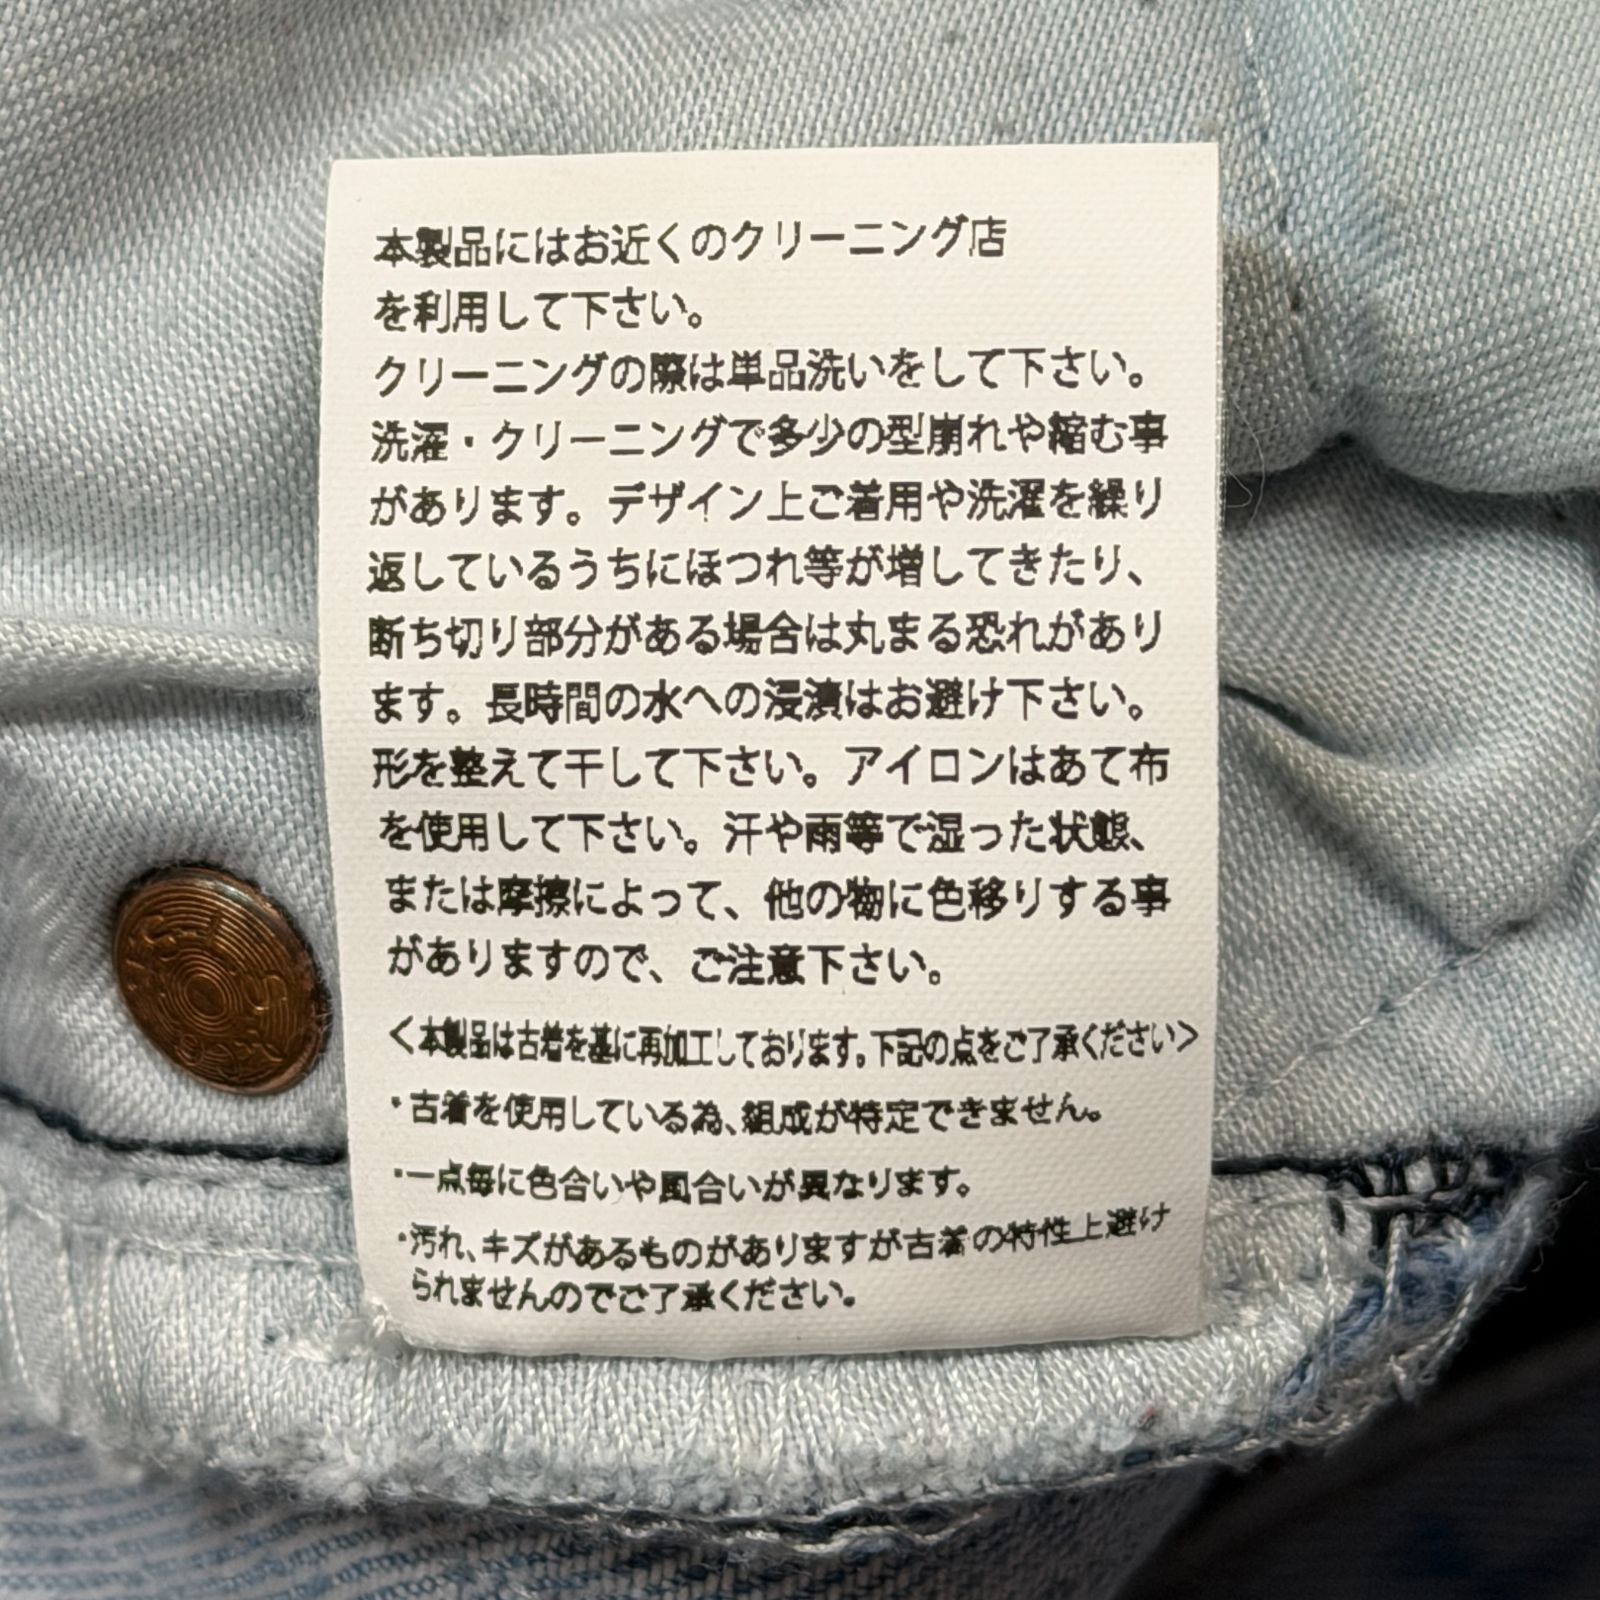 本製品にはお近くのクリーニング店
を利用して下さい。
クリーニングの際は単品洗いをして下さい。
洗濯・クリーニングで多少の型崩れや縮む事
があります。デザイン上ご着用や洗濯を繰り
返しているうちにほつれ等が増してきたり、
断ち切り部分がある場合は丸まる恐れがあり
ます。長時間の水への浸漬はお避け下さい。
形を整えて干して下さい。アイロンはあて布
を使用して下さい。汗や雨等で湿った状態、
または摩擦によって、他の物に色移りする事
がありますので、ご注意下さい。
<本製品は古着を基に再加工しております。下記の点をご了承ください>
・古着を使用している為、組成が特定できません。
・一点毎に色合いや風合いが異なります。
・汚れ、キズがあるものがありますが古着の特性上避け
られませんのでご了承ください。